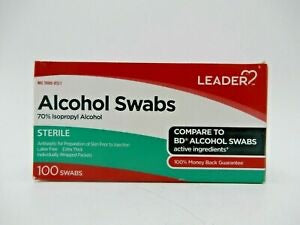 LEADER
Alcohol Swabs
70% Isopropyl Alcohol
STERILE
Antiseptic for Preparation of Skin Prior to Injection
Latex Free Extra Thick
Individually Wrapped Packets
100 SWABS
COMPARE TO
BD® ALCOHOL SWABS
active ingredients*
100% Money Back Guarantee